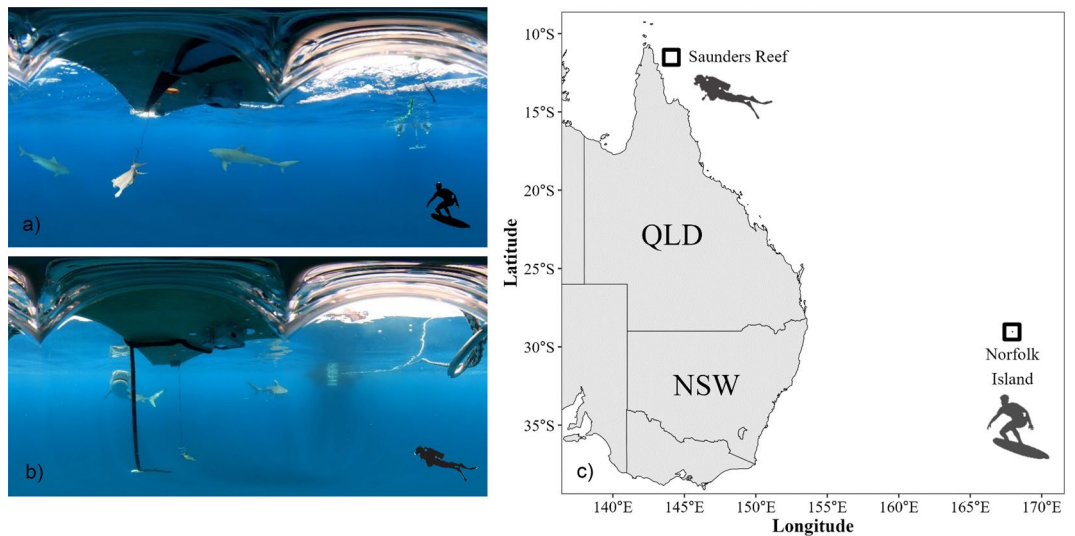 a)
b)
10°S
15°S
20°S
25°S
30°S
35°S
Latitude
Saunders Reef
QLD
NSW
Norfolk
Island
c)
140°E
145°E
150°E
155°E
160°E
165°E
170°E
Longitude